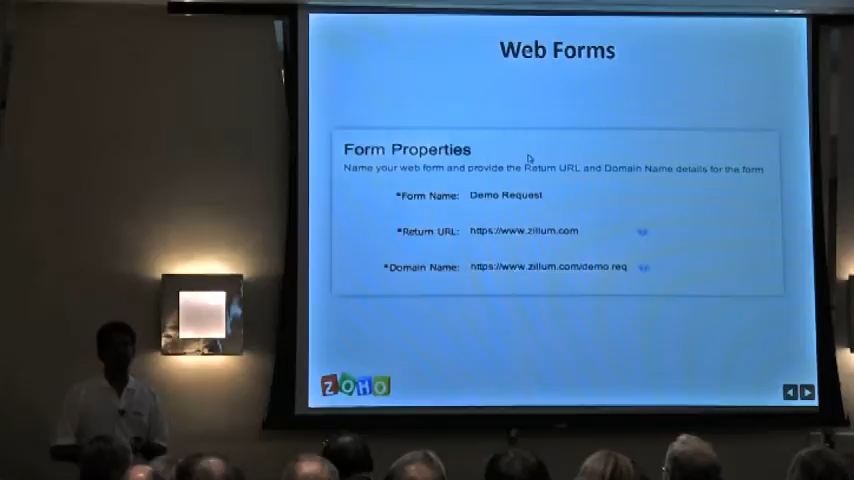 Web Forms
Form Properties
Name your web form and provide the Return URL and Domain Name details for the form
*Form Name: Demo Request
*Return URL: https://www.zillum.com
*Domain Name: https://www.zillum.com/demo req
ZOHO